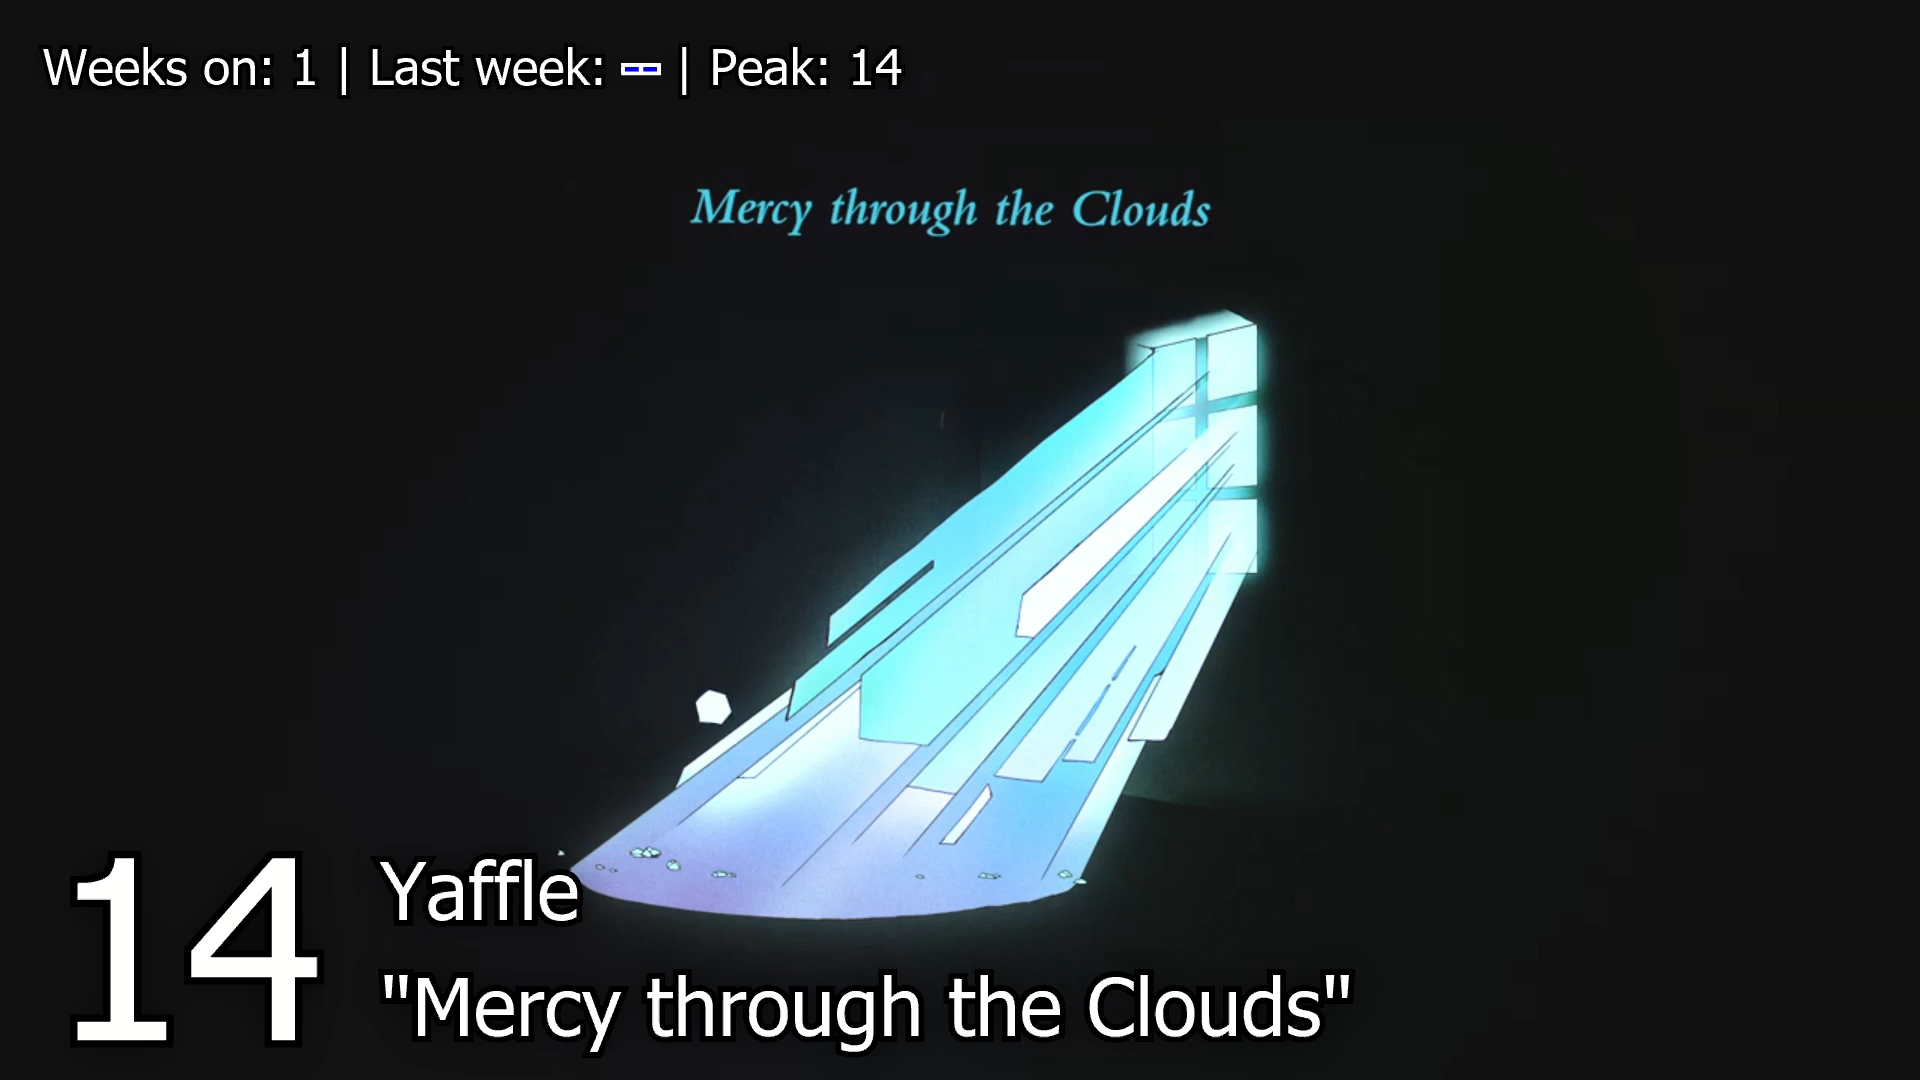 Weeks on: 1 | Last week: -- | Peak: 14
Mercy through the Clouds
14
Yaffle
"Mercy through the Clouds"